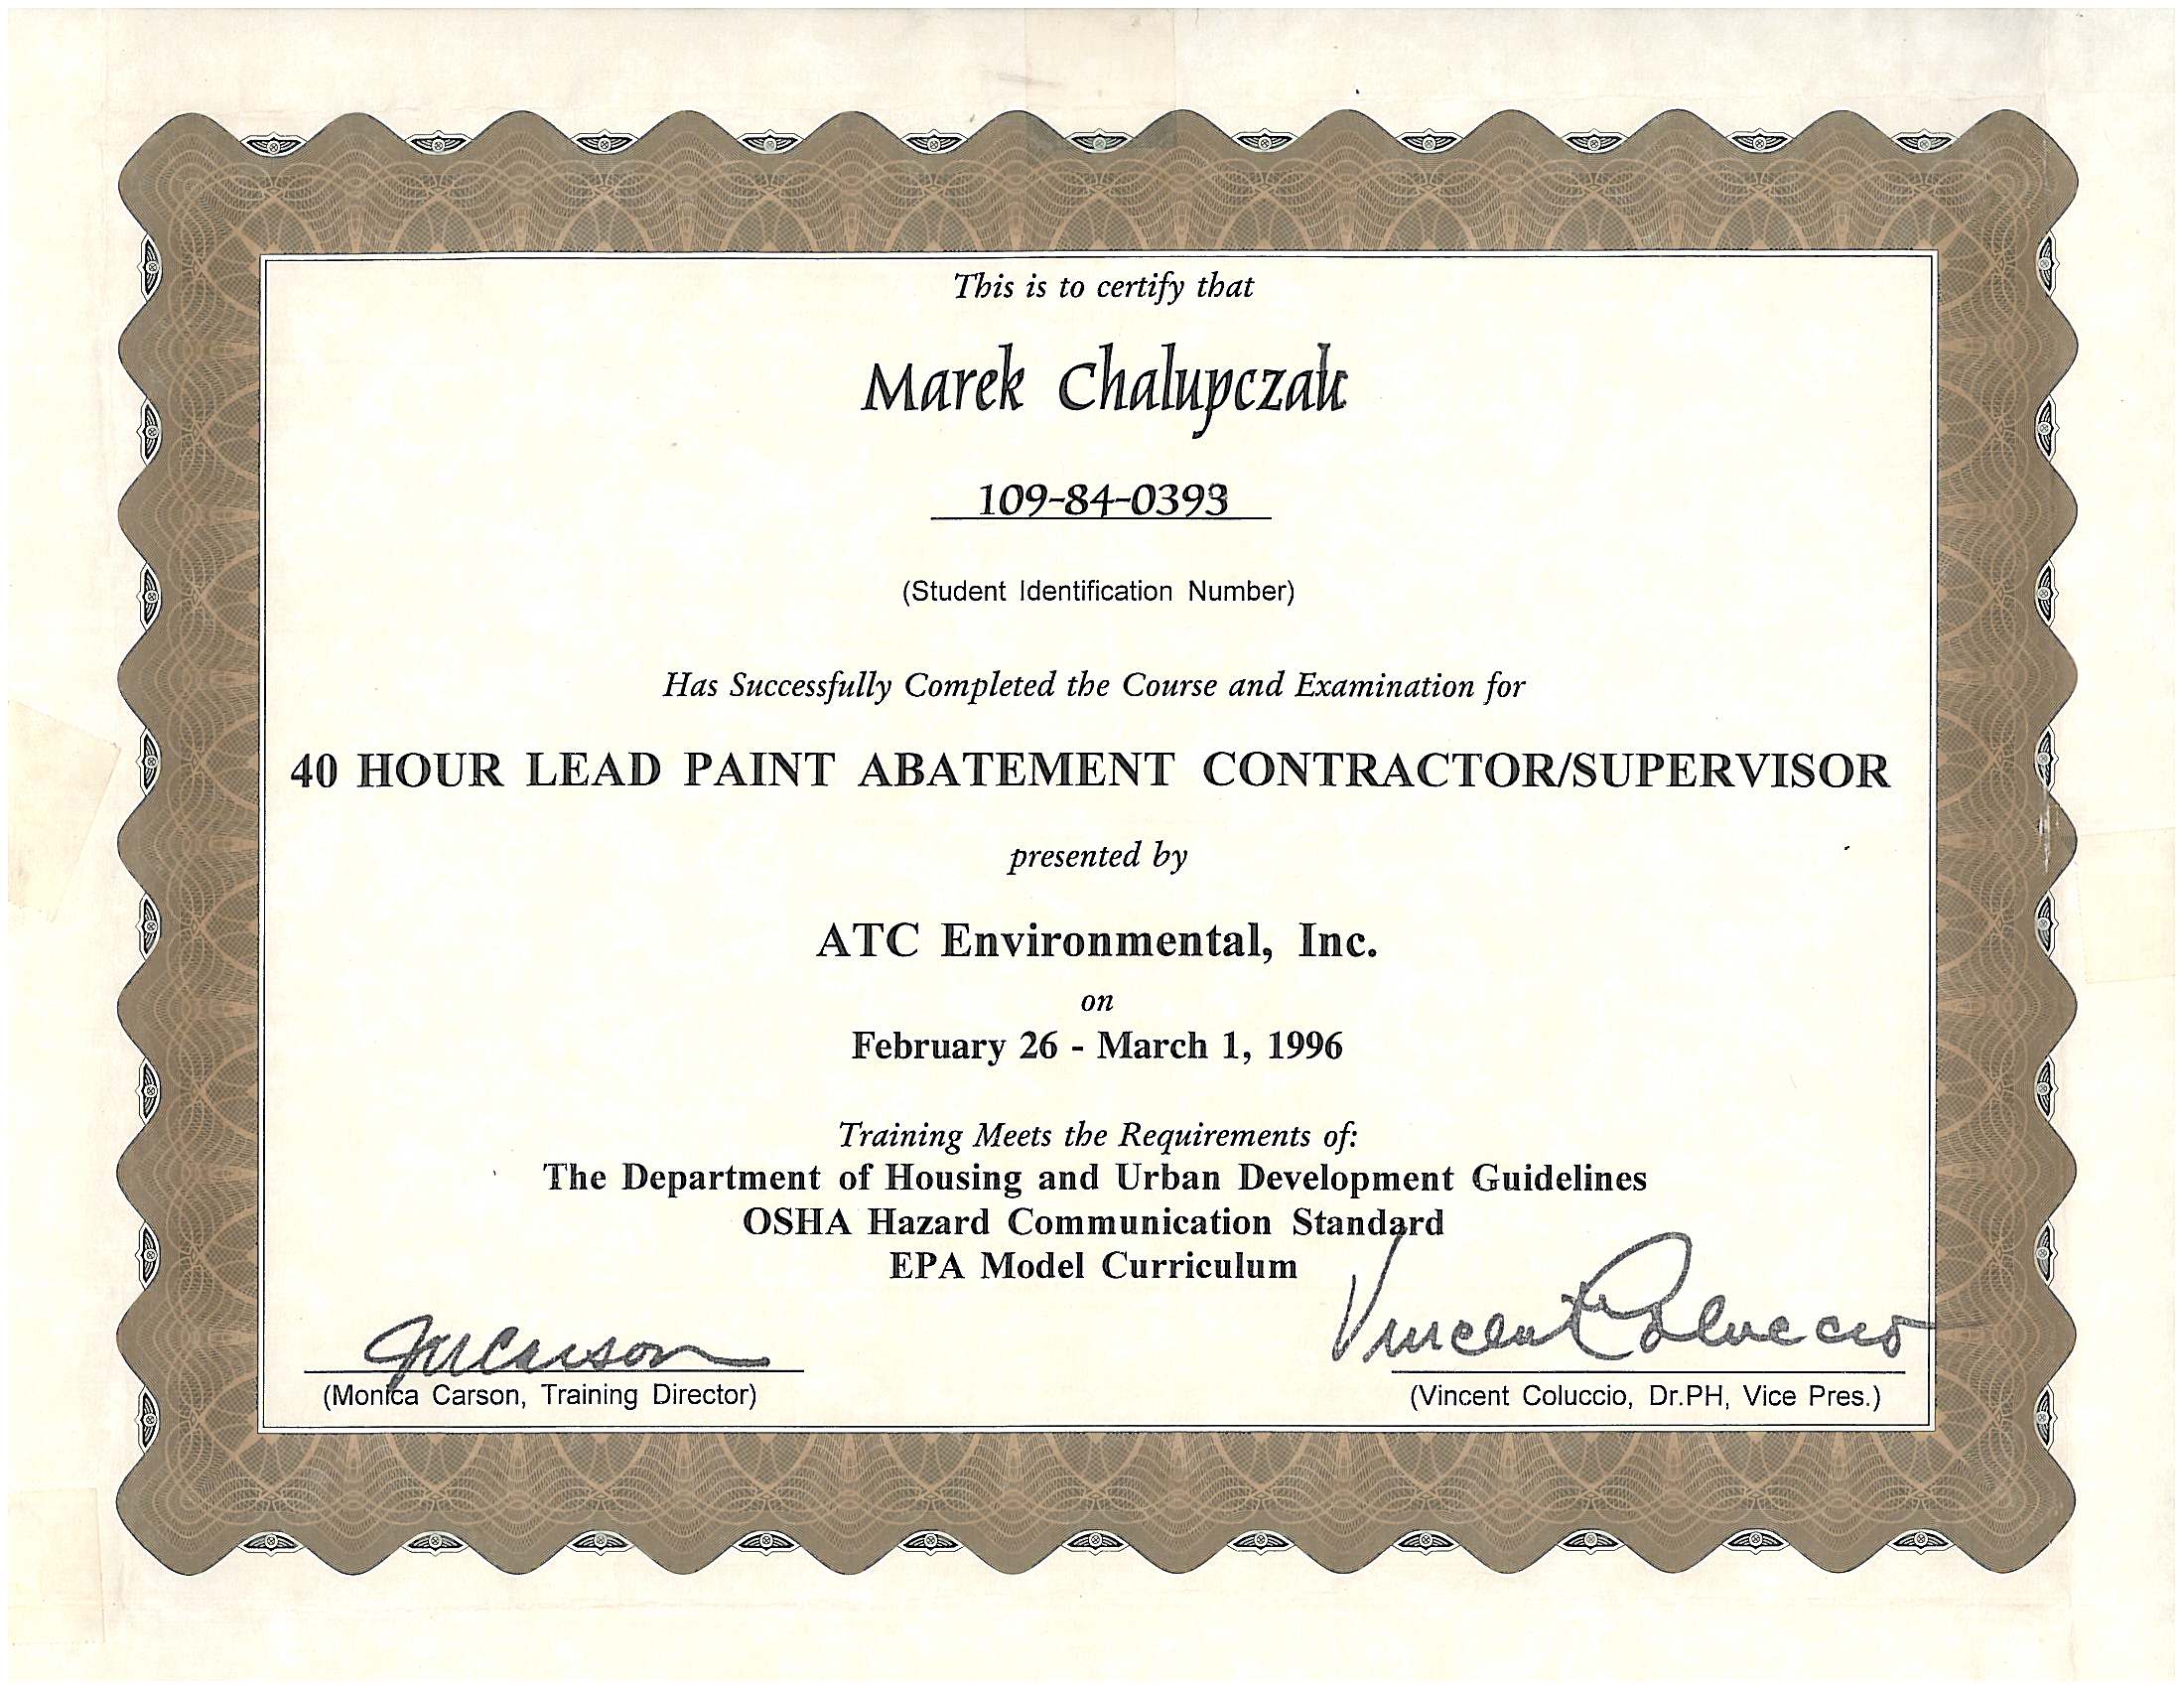 This is to certify that
Marek Chalupczak
109-84-0393
(Student Identification Number)
Has Successfully Completed the Course and Examination for
40 HOUR LEAD PAINT ABATEMENT CONTRACTOR/SUPERVISOR
presented by
ATC Environmental, Inc.
on
February 26 - March 1, 1996
Training Meets the Requirements of:
The Department of Housing and Urban Development Guidelines
OSHA Hazard Communication Standard
EPA Model Curriculum
MCarson
Vincent Coluccio
(Monica Carson, Training Director)
(Vincent Coluccio, Dr.PH, Vice Pres.)